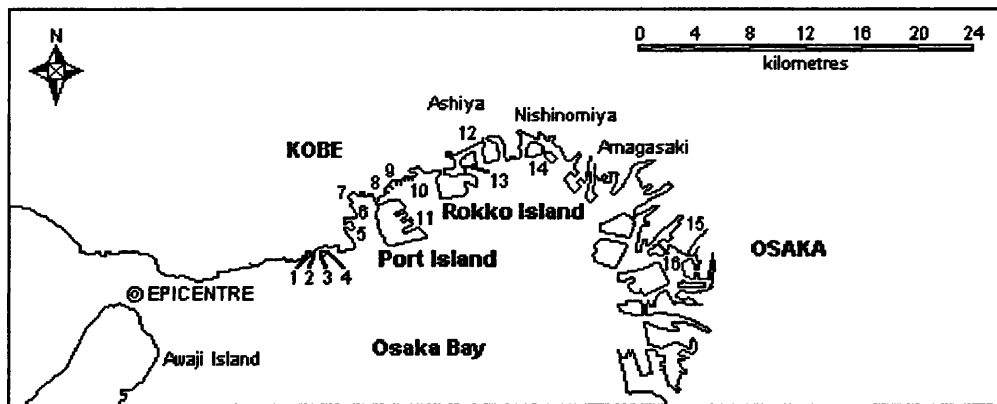 N
0 4 8 12 16 20 24
kilometres
Ashiya
Nishinomiya
12
KOBE
Amagasaki
9
14
7 8 10 13
6 11 Rokko Island
5 15
Port Island OSAKA
16
1 2 3 4
EPICENTRE
Osaka Bay
Awaji Island